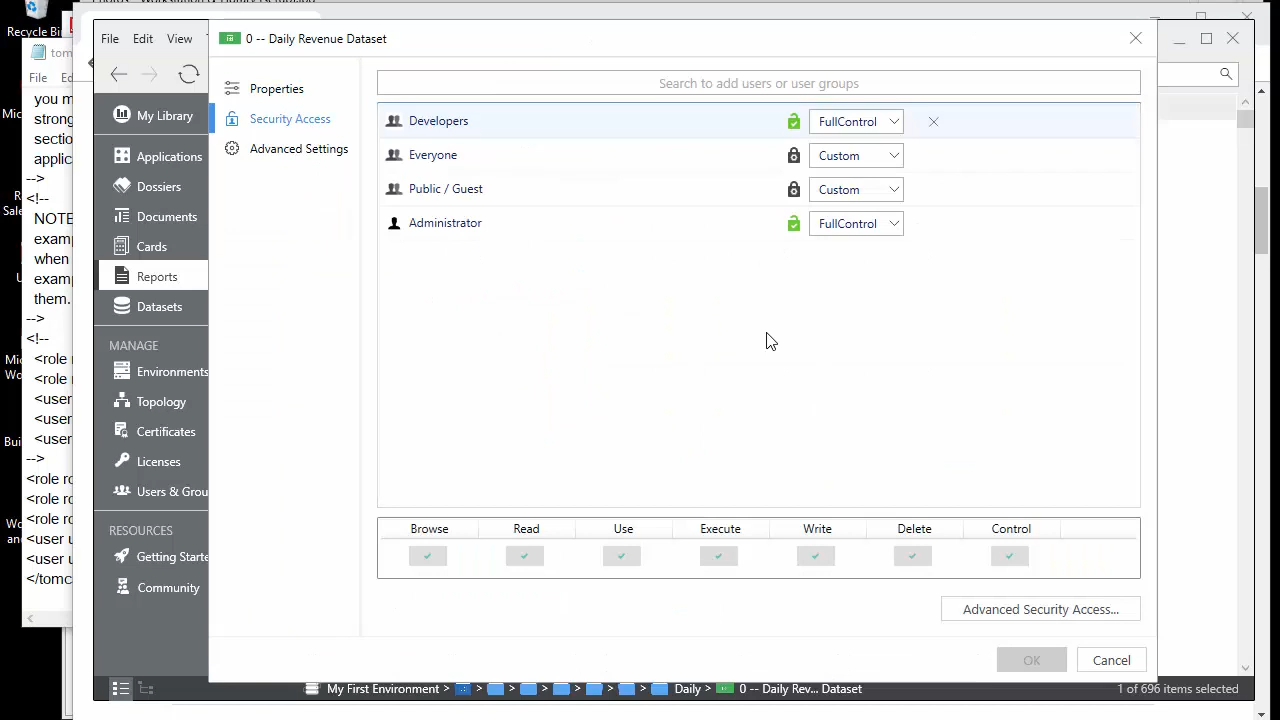 Recycle Bin
tom
File
Ed
you m
strong
sectio
applic
-->
<!--
NOTE
examp
when
examp
them.
-->
<!--
<role r
<role r
<user
<user
<user
-->
<role ro
<role ro
<role ro
<user u
<user u
</tomc
File Edit View
My Library
Applications
Dossiers
Documents
Cards
Reports
Datasets
MANAGE
Environments
Topology
Certificates
Licenses
Users & Grou
RESOURCES
Getting Starte
Community
0 -- Daily Revenue Dataset
Properties
Security Access
Advanced Settings
Search to add users or user groups
Developers FullControl
Everyone Custom
Public / Guest Custom
Administrator FullControl
Browse Read Use Execute Write Delete Control
Advanced Security Access...
OK Cancel
My First Environment > > > > > > > Daily > 0 -- Daily Rev... Dataset
1 of 696 items selected